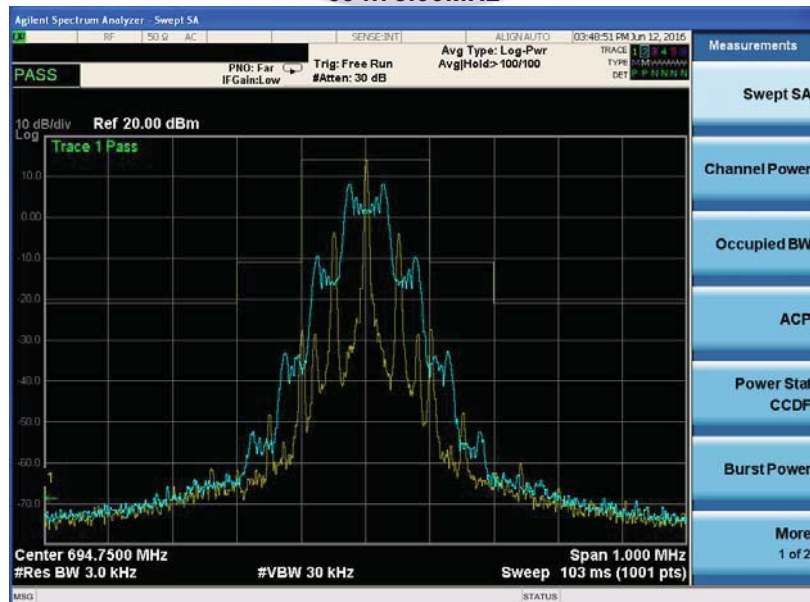 Agilent Spectrum Analyzer - Swept SA
RF 50 Ω AC SENSE:INT ALIGN AUTO 03:48:51 PM Jun 12, 2016
PASS
PNO: Far
IFGain:Low
Trig: Free Run
#Atten: 30 dB
Avg Type: Log-Pwr
Avg|Hold:>100/100
TRACE 1 2 3 4 5 6
TYPE M M
DET P P N N N N
10 dB/div Ref 20.00 dBm
Log
Trace 1 Pass
10.0
0.00
-10.0
-20.0
-30.0
-40.0
-50.0
-60.0
1
-70.0
Center 694.7500 MHz Span 1.000 MHz
#Res BW 3.0 kHz #VBW 30 kHz Sweep 103 ms (1001 pts)
MSG STATUS
Measurements
Swept SA
Channel Power
Occupied BW
ACP
Power Stat
CCDF
Burst Power
More
1 of 2